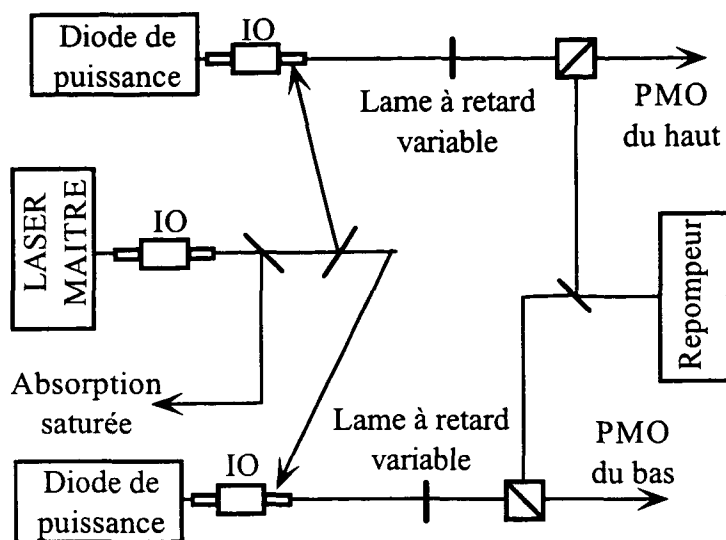 Diode de
puissance
IO
Lame à retard
variable
PMO
du haut
LASER
MAITRE
IO
Repompeur
Absorption
saturée
Lame à retard
variable
PMO
du bas
Diode de
puissance
IO